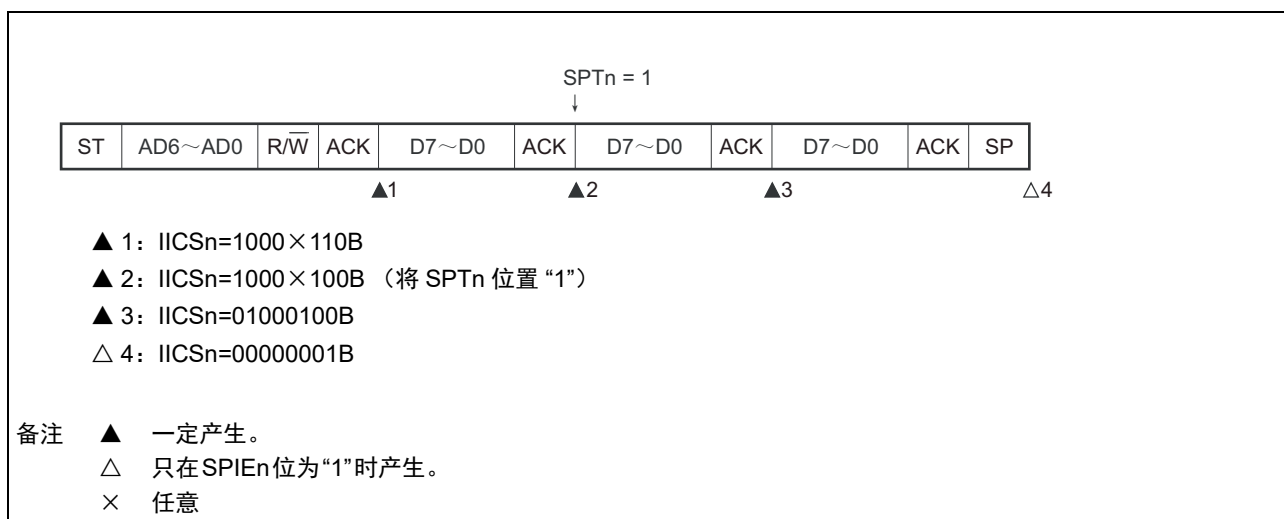 SPTn = 1
↓
ST AD6～AD0 R/W̅ ACK D7～D0 ACK D7～D0 ACK D7～D0 ACK SP
▲1 ▲2 ▲3 △4
▲ 1：IICSn=1000×110B
▲ 2：IICSn=1000×100B （将 SPTn 位置 “1”）
▲ 3：IICSn=01000100B
△ 4：IICSn=00000001B
备注 ▲ 一定产生。
△ 只在SPIEn位为“1”时产生。
× 任意